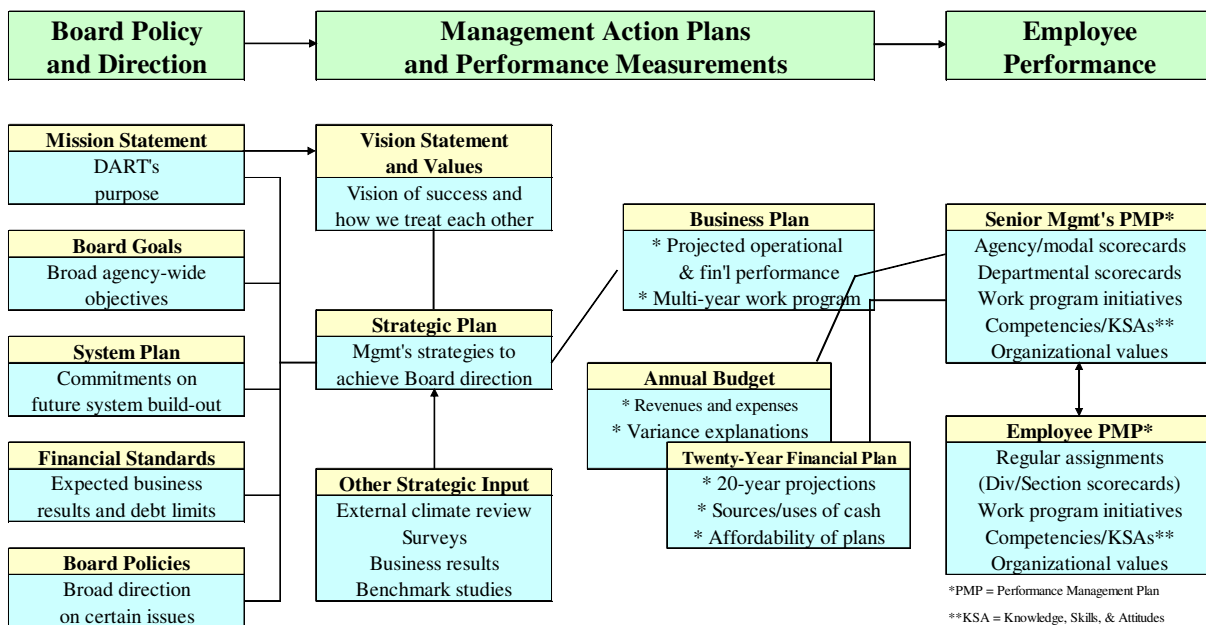 Board Policy
and Direction
Management Action Plans
and Performance Measurements
Employee
Performance
Mission Statement
DART's
purpose
Board Goals
Broad agency-wide
objectives
System Plan
Commitments on
future system build-out
Financial Standards
Expected business
results and debt limits
Board Policies
Broad direction
on certain issues
Vision Statement
and Values
Vision of success and
how we treat each other
Strategic Plan
Mgmt's strategies to
achieve Board direction
Other Strategic Input
External climate review
Surveys
Business results
Benchmark studies
Business Plan
* Projected operational
& fin'l performance
* Multi-year work program
Annual Budget
* Revenues and expenses
* Variance explanations
Twenty-Year Financial Plan
* 20-year projections
* Sources/uses of cash
* Affordability of plans
Senior Mgmt's PMP*
Agency/modal scorecards
Departmental scorecards
Work program initiatives
Competencies/KSAs**
Organizational values
Employee PMP*
Regular assignments
(Div/Section scorecards)
Work program initiatives
Competencies/KSAs**
Organizational values
*PMP = Performance Management Plan
**KSA = Knowledge, Skills, & Attitudes